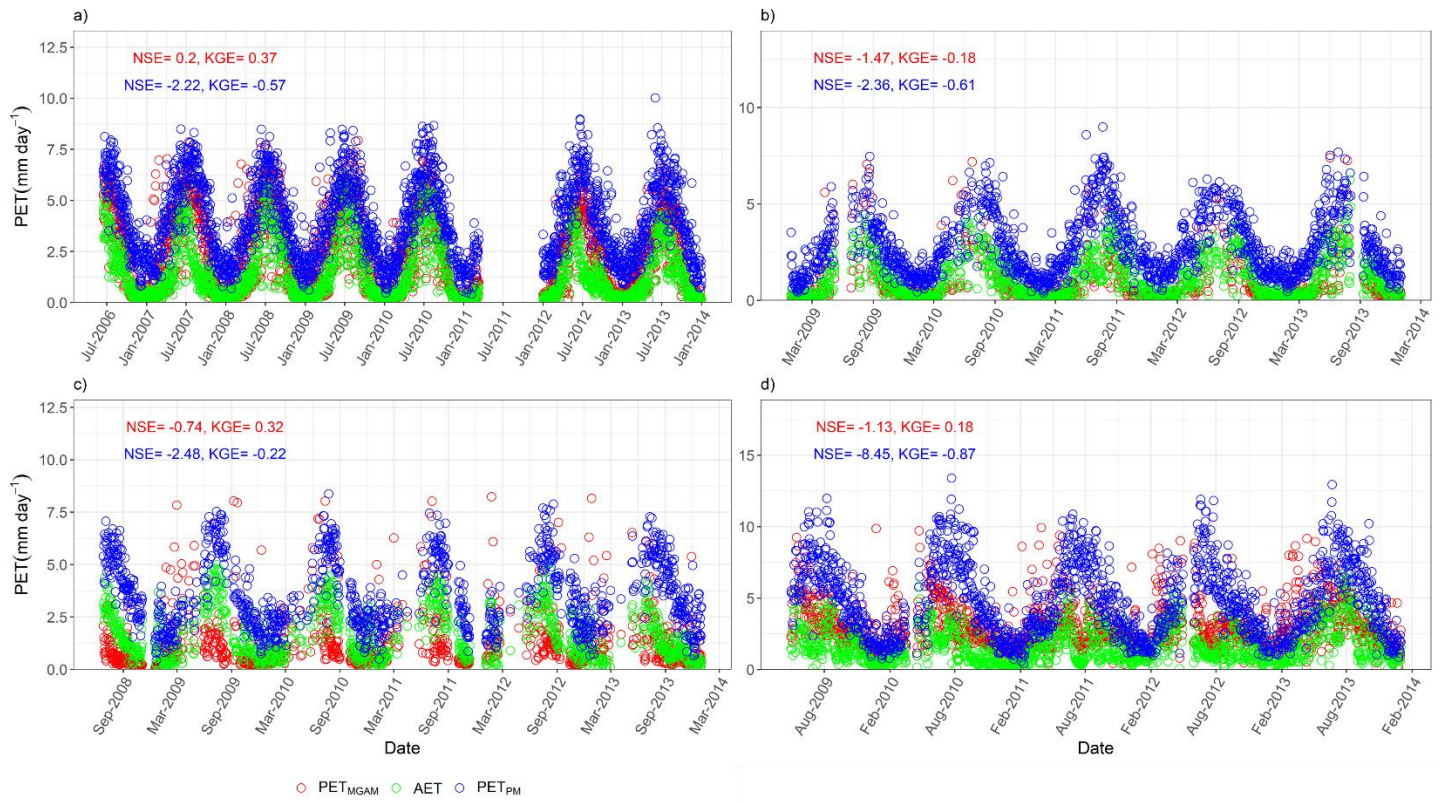 a)
NSE= 0.2, KGE= 0.37
NSE= -2.22, KGE= -0.57
PET(mm day⁻¹)
12.5
10.0
7.5
5.0
2.5
0.0
Jul-2006
Jan-2007
Jul-2007
Jan-2008
Jul-2008
Jan-2009
Jul-2009
Jan-2010
Jul-2010
Jan-2011
Jul-2011
Jan-2012
Jul-2012
Jan-2013
Jul-2013
Jan-2014
b)
NSE= -1.47, KGE= -0.18
NSE= -2.36, KGE= -0.61
10
5
0
Mar-2009
Sep-2009
Mar-2010
Sep-2010
Mar-2011
Sep-2011
Mar-2012
Sep-2012
Mar-2013
Sep-2013
Mar-2014
c)
NSE= -0.74, KGE= 0.32
NSE= -2.48, KGE= -0.22
PET(mm day⁻¹)
12.5
10.0
7.5
5.0
2.5
0.0
Sep-2008
Mar-2009
Sep-2009
Mar-2010
Sep-2010
Mar-2011
Sep-2011
Mar-2012
Sep-2012
Mar-2013
Sep-2013
Mar-2014
Date
d)
NSE= -1.13, KGE= 0.18
NSE= -8.45, KGE= -0.87
15
10
5
0
Aug-2009
Feb-2010
Aug-2010
Feb-2011
Aug-2011
Feb-2012
Aug-2012
Feb-2013
Aug-2013
Feb-2014
Date
PET_MGAM AET PET_PM